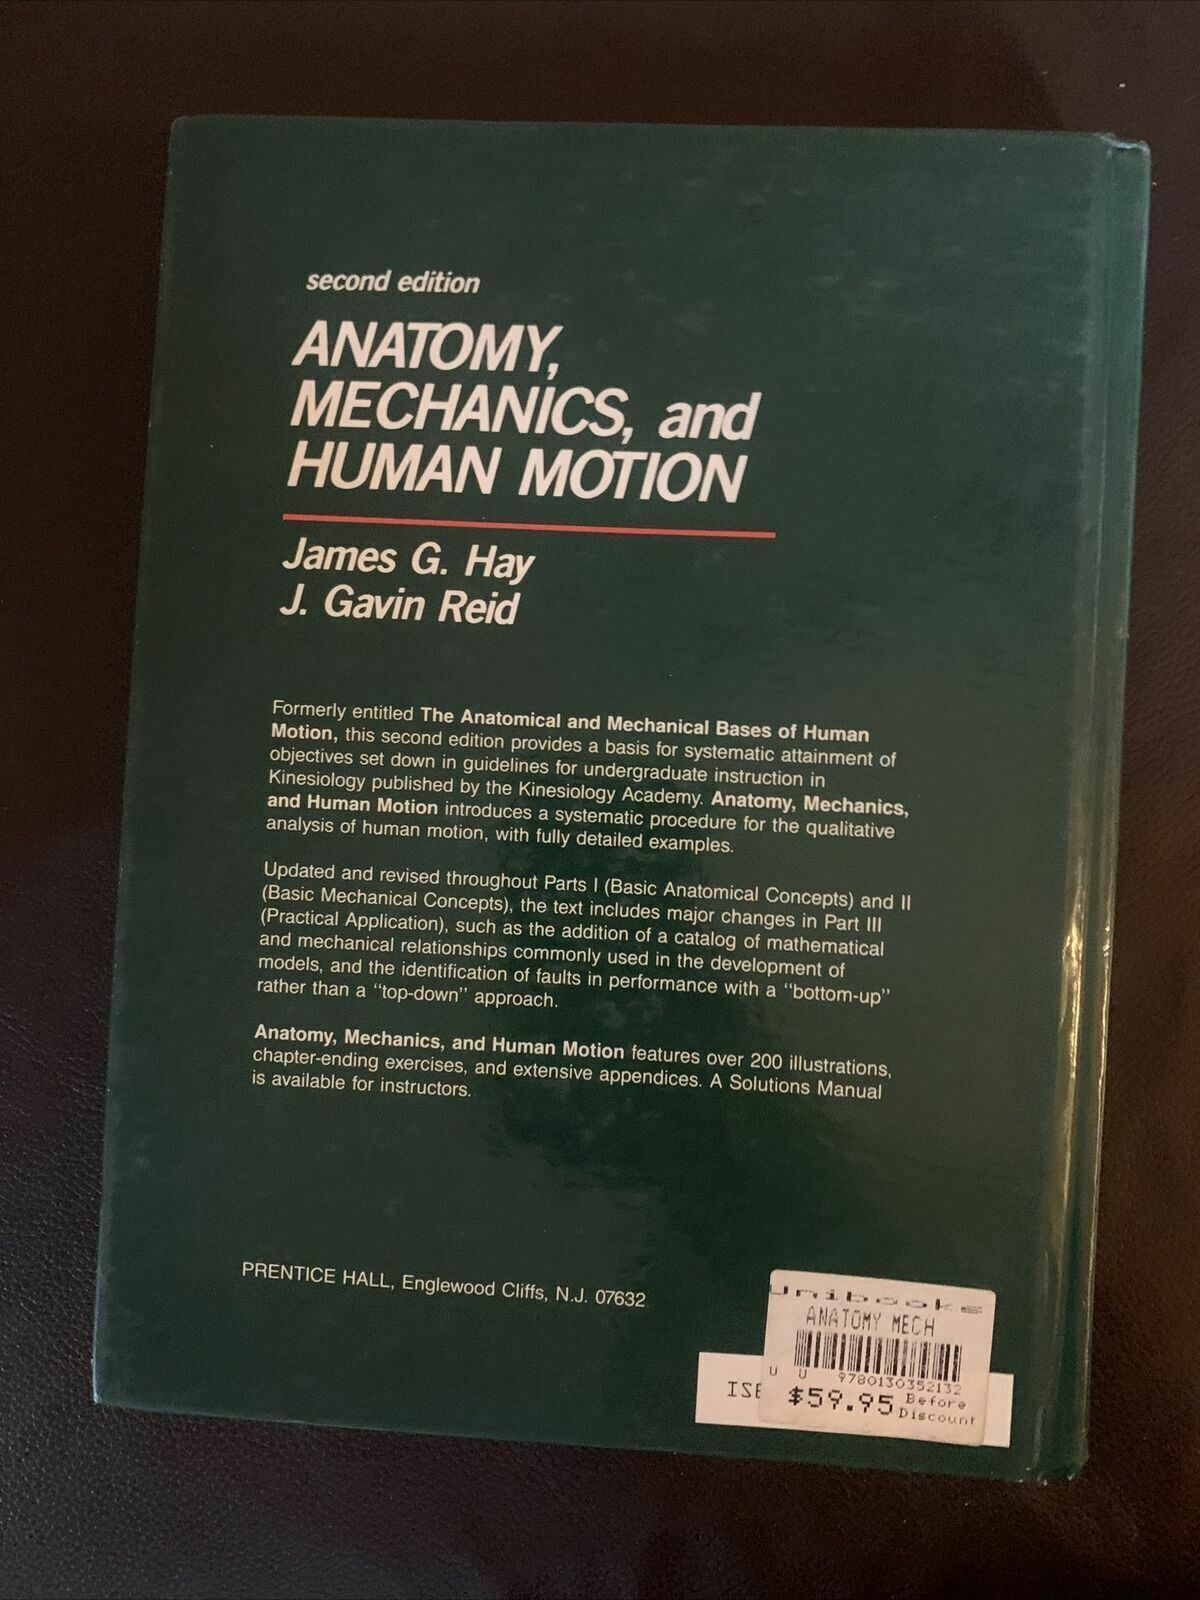 second edition
ANATOMY,
MECHANICS, and
HUMAN MOTION
James G. Hay
J. Gavin Reid
Formerly entitled The Anatomical and Mechanical Bases of Human
Motion, this second edition provides a basis for systematic attainment of
objectives set down in guidelines for undergraduate instruction in
Kinesiology published by the Kinesiology Academy. Anatomy, Mechanics,
and Human Motion introduces a systematic procedure for the qualitative
analysis of human motion, with fully detailed examples.
Updated and revised throughout Parts I (Basic Anatomical Concepts) and II
(Basic Mechanical Concepts), the text includes major changes in Part III
(Practical Application), such as the addition of a catalog of mathematical
and mechanical relationships commonly used in the development of
models, and the identification of faults in performance with a “bottom-up”
rather than a “top-down” approach.
Anatomy, Mechanics, and Human Motion features over 200 illustrations,
chapter-ending exercises, and extensive appendices. A Solutions Manual
is available for instructors.
PRENTICE HALL, Englewood Cliffs, N.J. 07632
Unibooks
ANATOMY MECH
U U 9780130352132
$59.95 Before
Discount